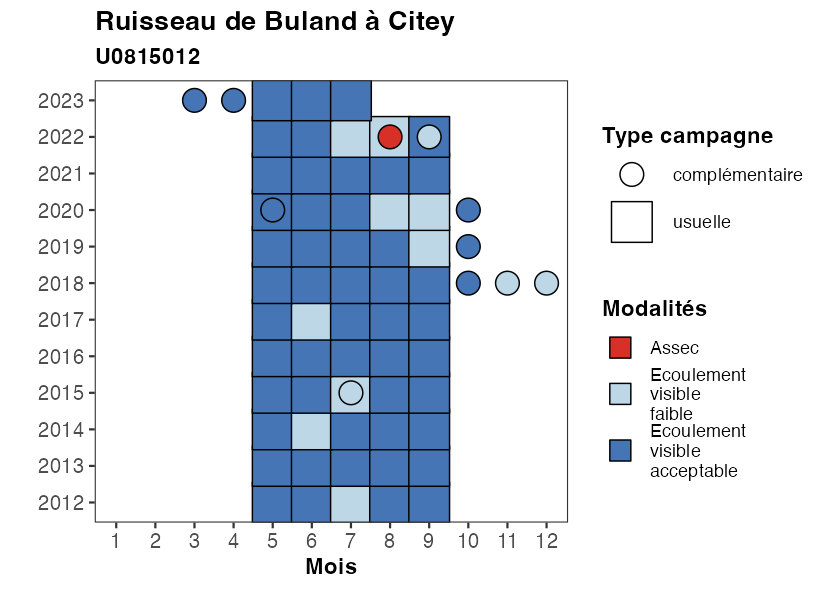 Ruisseau de Buland à Citey
U0815012
2023
2022
2021
2020
2019
2018
2017
2016
2015
2014
2013
2012
1 2 3 4 5 6 7 8 9 10 11 12
Mois
Type campagne
complémentaire
usuelle
Modalités
Assec
Ecoulement
visible
faible
Ecoulement
visible
acceptable